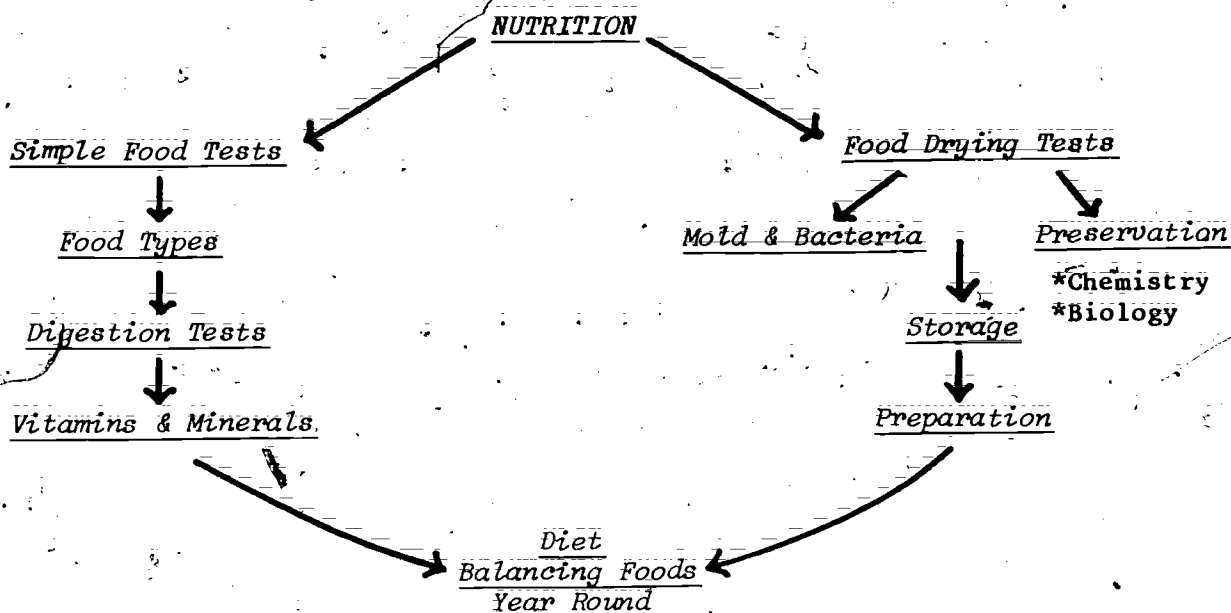 NUTRITION
Simple Food Tests
Food Drying Tests
Food Types
Mold & Bacteria
Preservation
*Chemistry
*Biology
Digestion Tests
Storage
Vitamins & Minerals
Preparation
Diet
Balancing Foods
Year Round